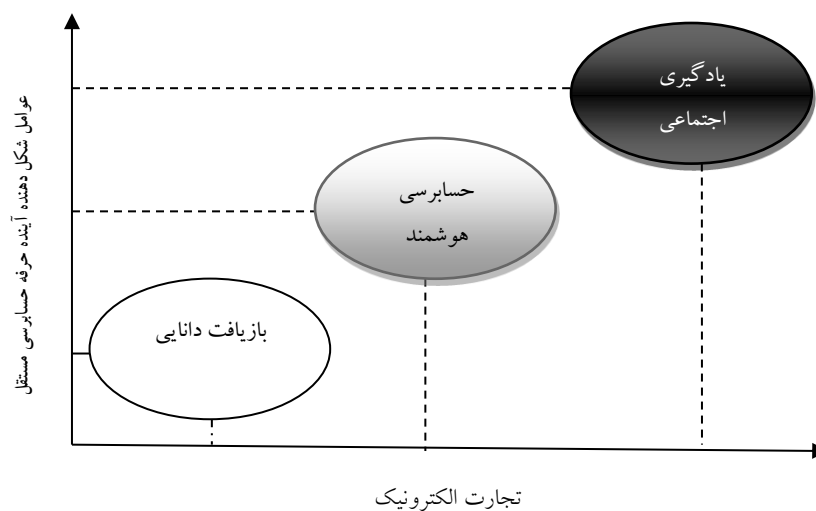 یادگیری
اجتماعی
حسابرسی
هوشمند
بازیافت دانایی
عوامل شکل دهنده آینده حرفه حسابرسی مستقل
تجارت الکترونیک